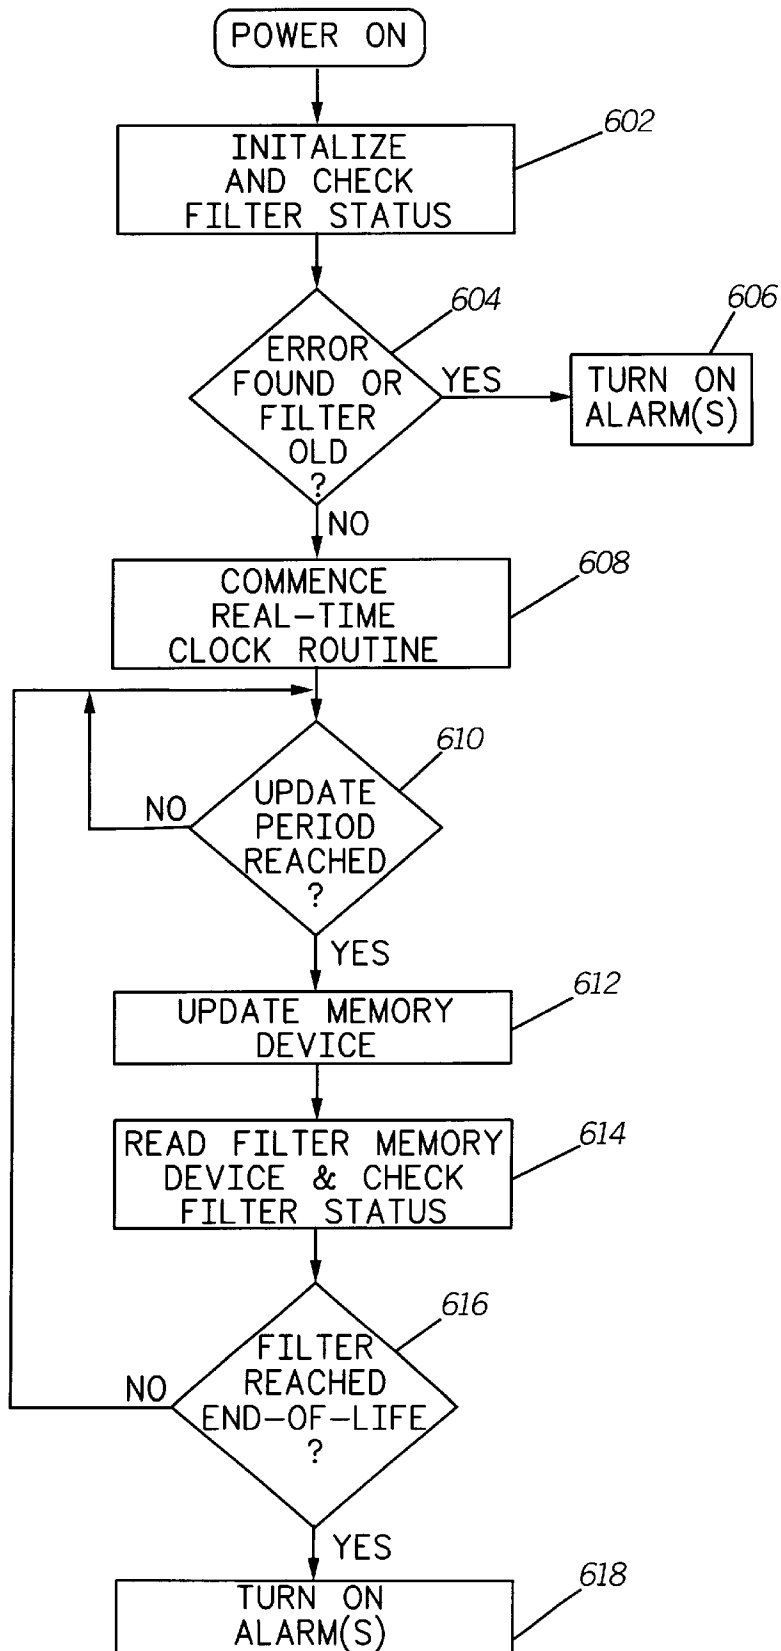 POWER ON
602
INITALIZE
AND CHECK
FILTER STATUS
604
ERROR
FOUND OR
FILTER
OLD
?
YES
606
TURN ON
ALARM(S)
NO
608
COMMENCE
REAL-TIME
CLOCK ROUTINE
610
UPDATE
PERIOD
REACHED
?
NO
YES
612
UPDATE MEMORY
DEVICE
614
READ FILTER MEMORY
DEVICE & CHECK
FILTER STATUS
616
FILTER
REACHED
END-OF-LIFE
?
NO
YES
618
TURN ON
ALARM(S)